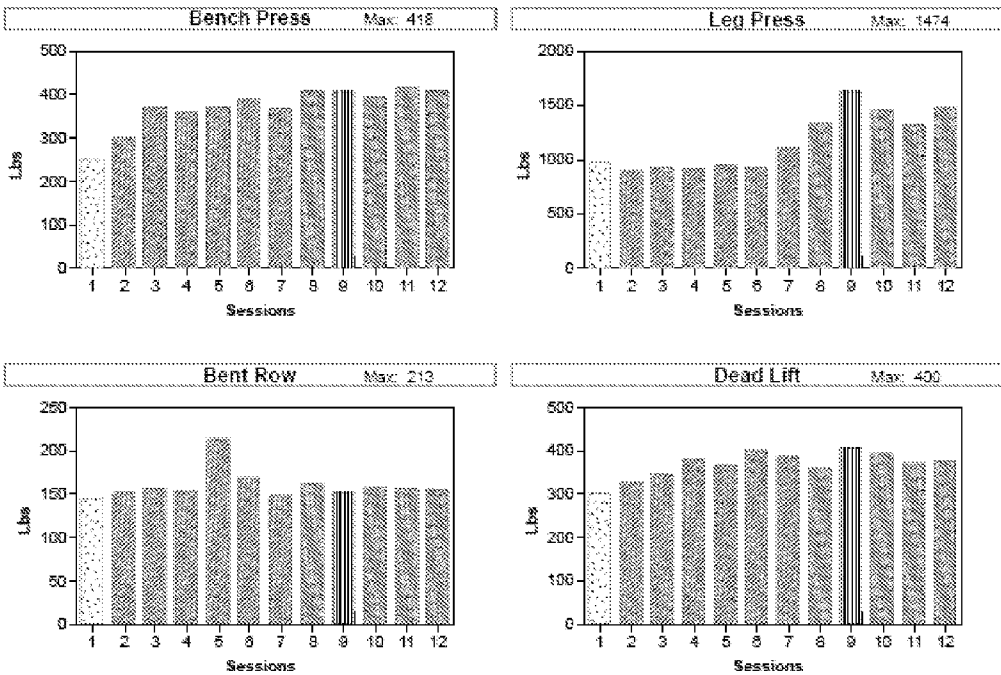 Bench Press Max: 418
500
400
300
200
100
0
Lbs
1 2 3 4 5 6 7 8 9 10 11 12
Sessions
Leg Press Max: 1474
2000
1500
1000
500
0
Lbs
1 2 3 4 5 6 7 8 9 10 11 12
Sessions
Bent Row Max: 213
250
200
150
100
50
0
Lbs
1 2 3 4 5 6 7 8 9 10 11 12
Sessions
Dead Lift Max: 400
500
400
300
200
100
0
Lbs
1 2 3 4 5 6 7 8 9 10 11 12
Sessions